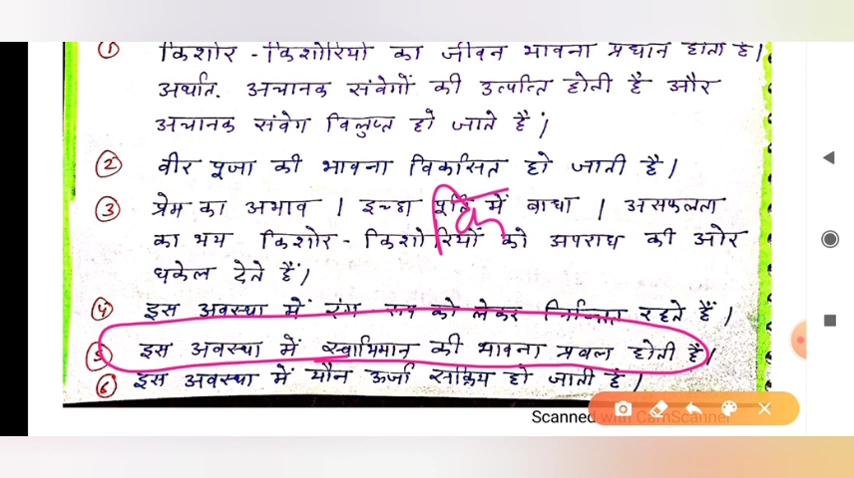 ① किशोर - किशोरियों का जीवन भावना प्रधान होता है।
अर्थात. अचानक संवेगों की उत्पत्ति होती है और
अचानक संवेग विलुप्त हो जाते हैं।
② वीर पूजा की भावना विकसित हो जाती है।
③ प्रेम का अभाव । इच्छा पूर्ति में बाधा । असफलता
का भय किशोर - किशोरियों को अपराध की ओर
धकेल देते हैं।
④ इस अवस्था में रंग रूप को लेकर रहते हैं।
⑤ इस अवस्था में स्वाभिमान की भावना प्रबल होती है।
⑥ इस अवस्था में यौन ऊर्जा सक्रिय हो जाती है।
Scanned with CamScanner